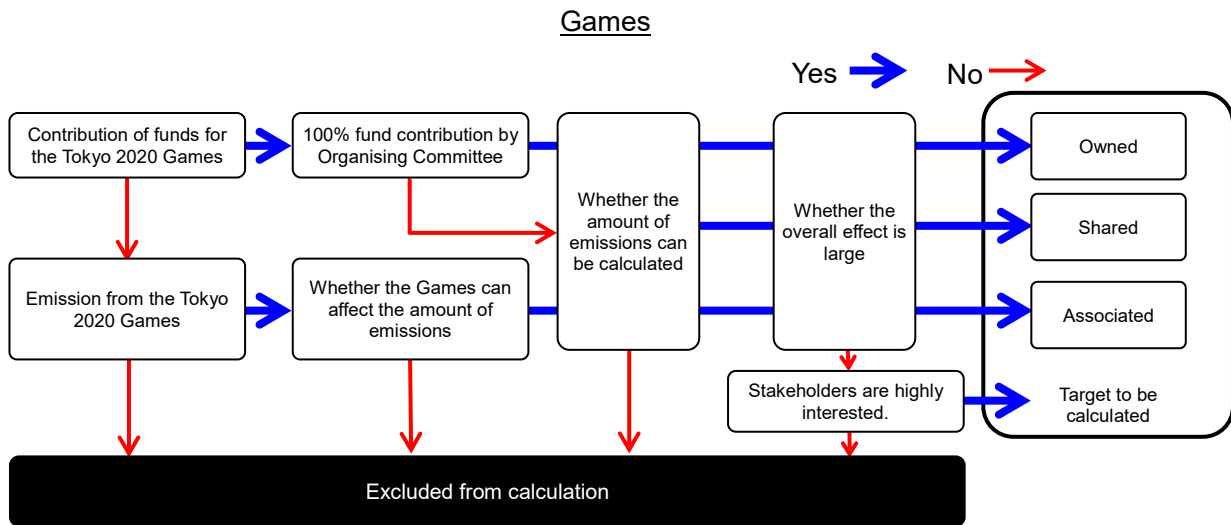 Games
Yes
No
Contribution of funds for
the Tokyo 2020 Games
100% fund contribution by
Organising Committee
Whether the
amount of
emissions can
be calculated
Whether the
overall effect is
large
Owned
Shared
Emission from the Tokyo
2020 Games
Whether the Games can
affect the amount of
emissions
Associated
Stakeholders are highly
interested.
Target to be
calculated
Excluded from calculation